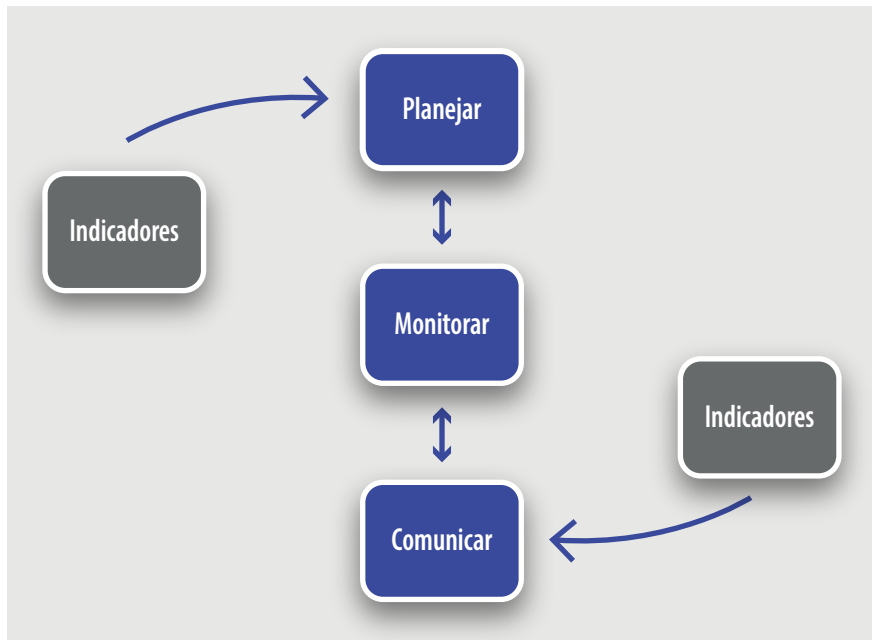 Planejar
Indicadores
Monitorar
Indicadores
Comunicar